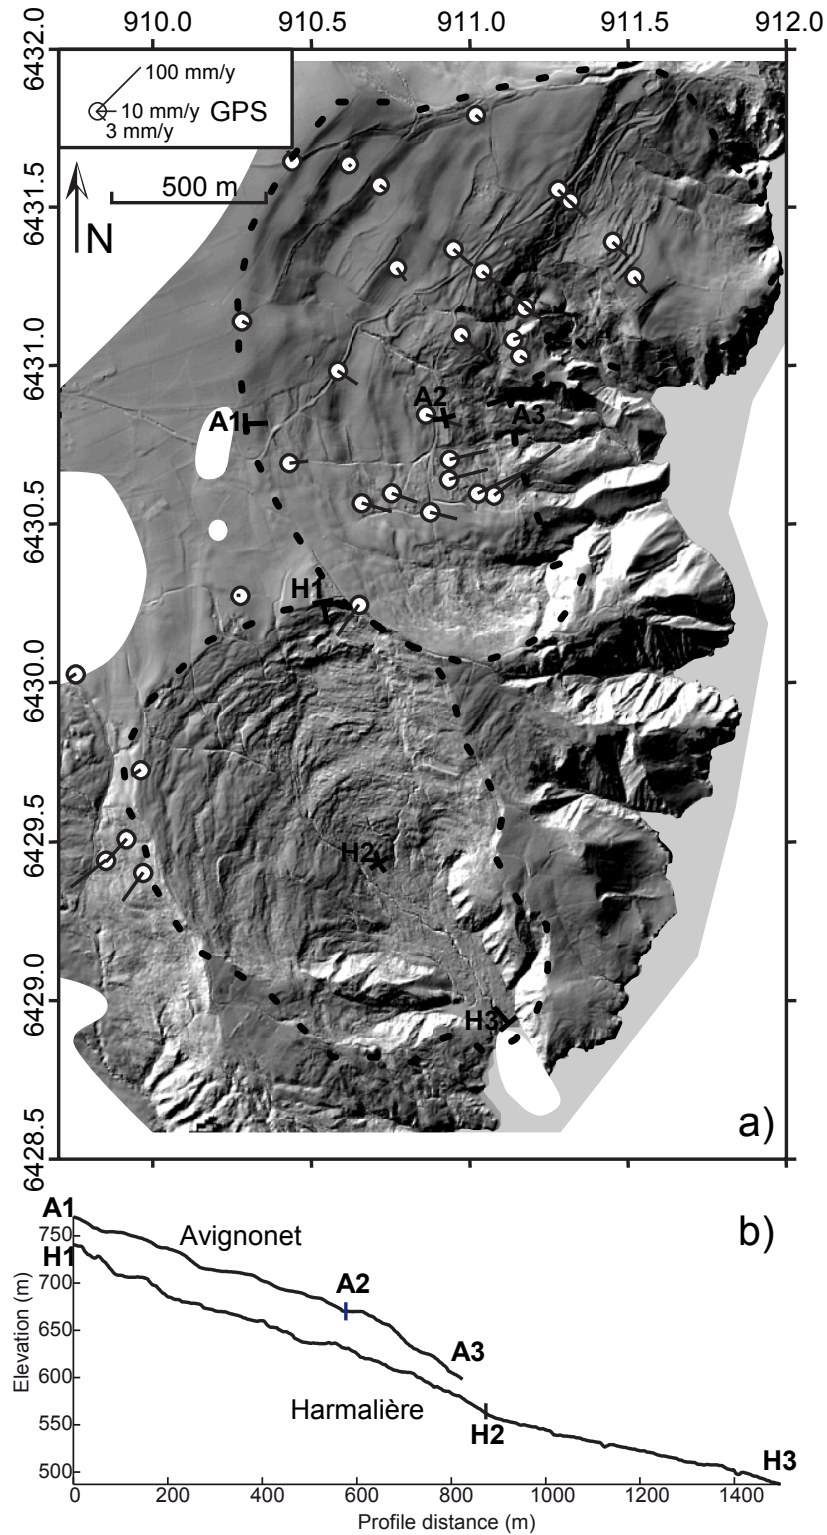 910.0 910.5 911.0 911.5 912.0
6432.0
100 mm/y
10 mm/y GPS
3 mm/y
500 m
N
6431.5
6431.0
A1 A2 A3
6430.5
H1
6430.0
6429.5
H2
6429.0
H3
6428.5
a)
b)
A1
750
Avignonet
H1
700
A2
650
A3
600
Harmalière
550
H2
500
H3
Elevation (m)
0 200 400 600 800 1000 1200 1400
Profile distance (m)